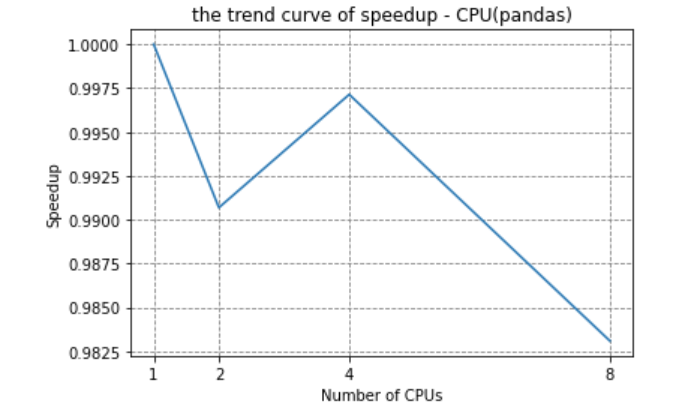 the trend curve of speedup - CPU(pandas)
1.0000
0.9975
0.9950
0.9925
0.9900
0.9875
0.9850
0.9825
Speedup
1 2 4 8
Number of CPUs